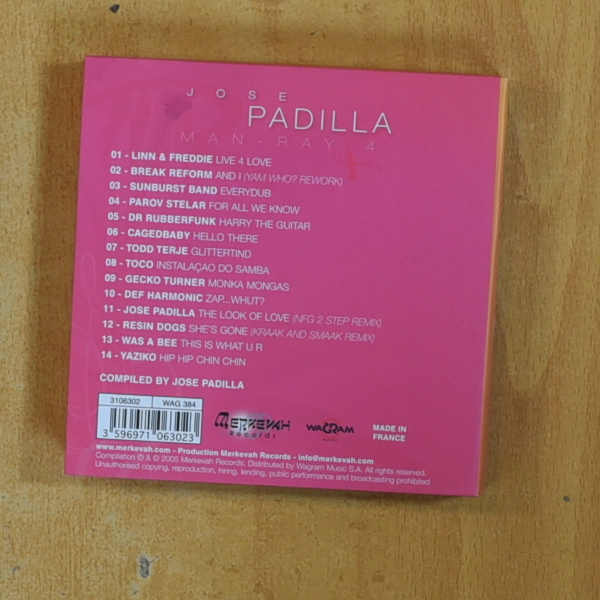 JOSE
PADILLA
MAN-RAY 4
01 - LINN & FREDDIE LIVE 4 LOVE
02 - BREAK REFORM AND I (YAM WHO? REWORK)
03 - SUNBURST BAND EVERYDUB
04 - PAROV STELAR FOR ALL WE KNOW
05 - DR RUBBERFUNK HARRY THE GUITAR
06 - CAGEDBABY HELLO THERE
07 - TODD TERJE GLITTERTIND
08 - TOCO INSTALAÇAO DO SAMBA
09 - GECKO TURNER MONKA MONGAS
10 - DEF HARMONIC ZAP...WHUT?
11 - JOSE PADILLA THE LOOK OF LOVE (NFG 2 STEP REMIX)
12 - RESIN DOGS SHE'S GONE (KRAAK AND SMAAK REMIX)
13 - WAS A BEE THIS IS WHAT U R
14 - YAZIKO HIP HIP CHIN CHIN
COMPILED BY JOSE PADILLA
3106302 WAG 384
3 596971 063023
MERKEVAH
Records
WAGRAM
MADE IN
FRANCE
www.merkevah.com - Production Merkevah Records - info@merkevah.com
Compilation ℗ & © 2005 Merkevah Records. Distributed by Wagram Music S.A. All rights reserved.
Unauthorised copying, reproduction, hiring, lending, public performance and broadcasting prohibited